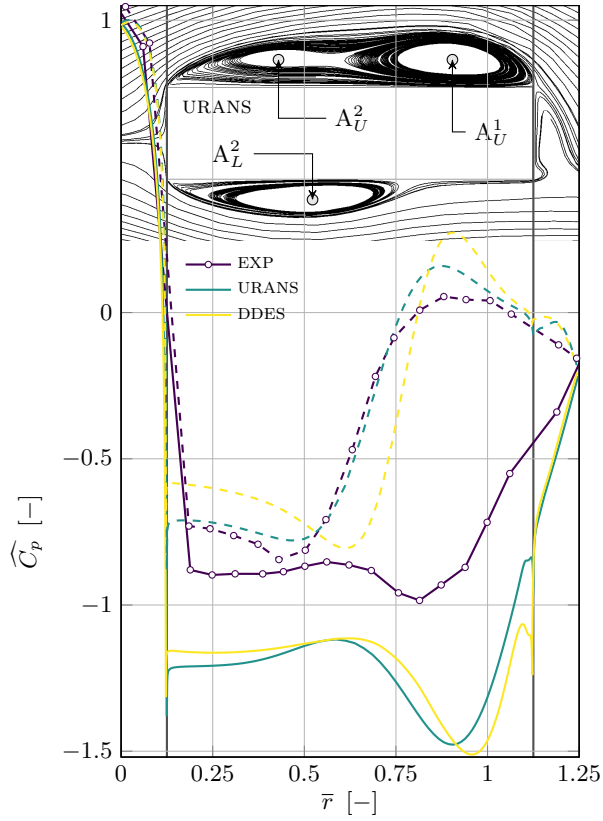 1
URANS
A_U^2
A_U^1
A_L^2
EXP
URANS
DDES
0
−0.5
−1
−1.5
\widehat{C_p} [−]
0 0.25 0.5 0.75 1 1.25
\overline{r} [−]